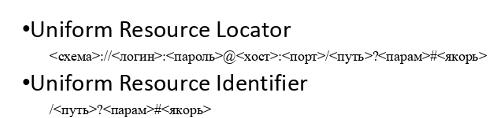 •Uniform Resource Locator
<схема>://<логин>:<пароль>@<хост>:<порт>/<путь>?<парам>#<якорь>
•Uniform Resource Identifier
/<путь>?<парам>#<якорь>